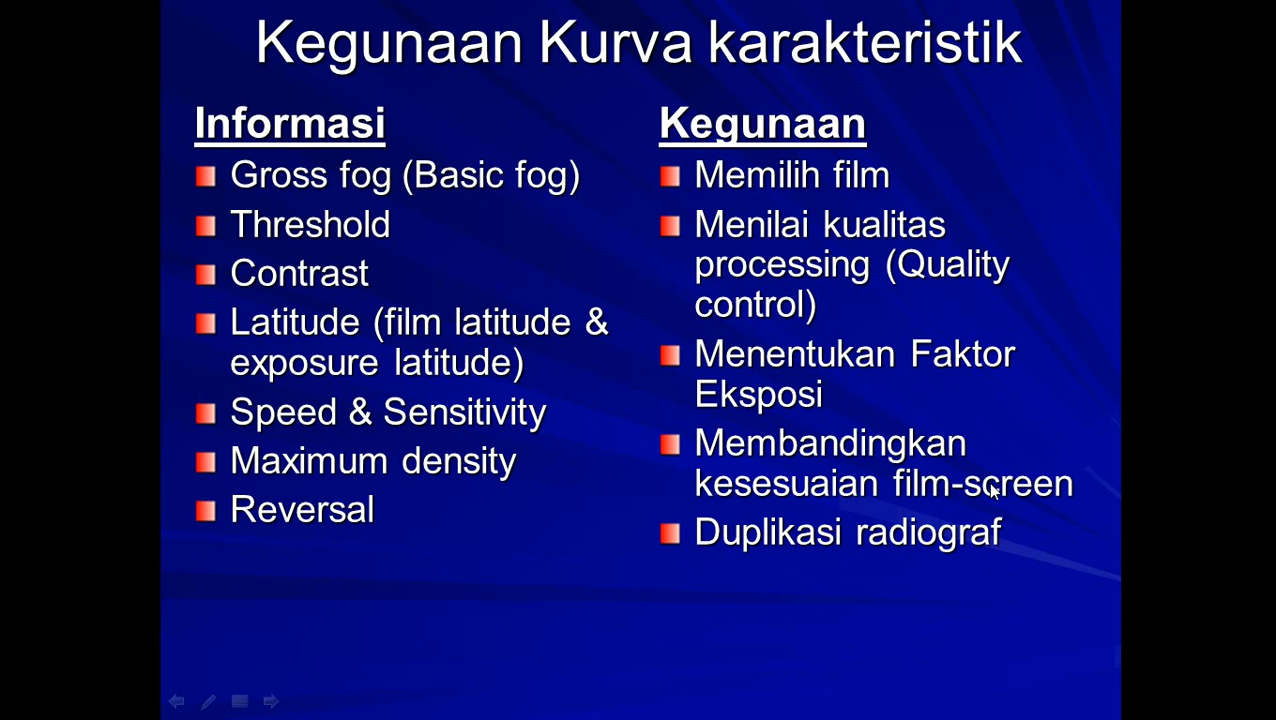 Kegunaan Kurva karakteristik
Informasi
Gross fog (Basic fog)
Threshold
Contrast
Latitude (film latitude &
exposure latitude)
Speed & Sensitivity
Maximum density
Reversal
Kegunaan
Memilih film
Menilai kualitas
processing (Quality
control)
Menentukan Faktor
Eksposi
Membandingkan
kesesuaian film-screen
Duplikasi radiograf